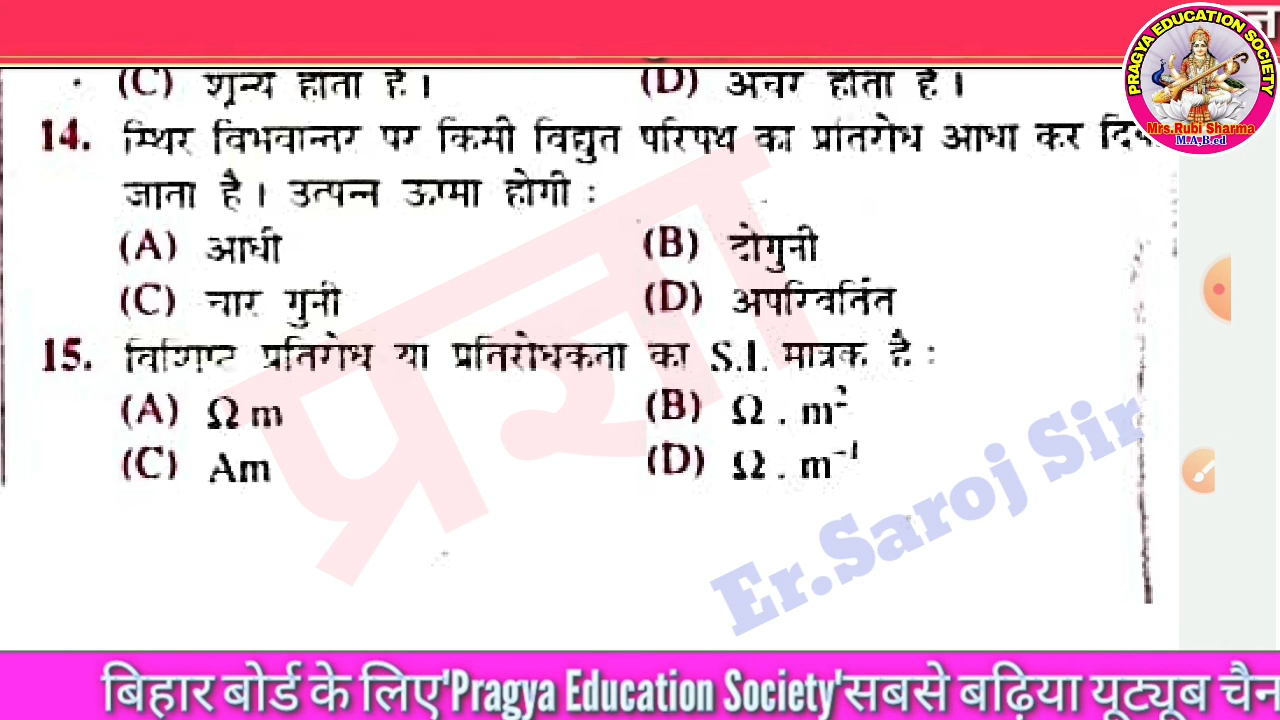 PRAGYA EDUCATION SOCIETY
Mrs.Rubi Sharma
M.A,B.ed
(C) शून्य होता है। (D) अचर होता है।
14. स्थिर विभवान्तर पर किसी विद्युत परिपथ का प्रतिरोध आधा कर
जाता है। उत्पन्न ऊष्मा होगी :
(A) आधी (B) दोगुनी
(C) चार गुनी (D) अपरिवर्तित
15. विशिष्ट प्रतिरोध या प्रतिरोधकता का S.I. मात्रक है :
(A) Ω m (B) Ω . m²
(C) Am (D) Ω . m⁻¹
प्रज्ञा
Er.Saroj Sir
बिहार बोर्ड के लिए'Pragya Education Society'सबसे बढ़िया यूट्यूब चैन